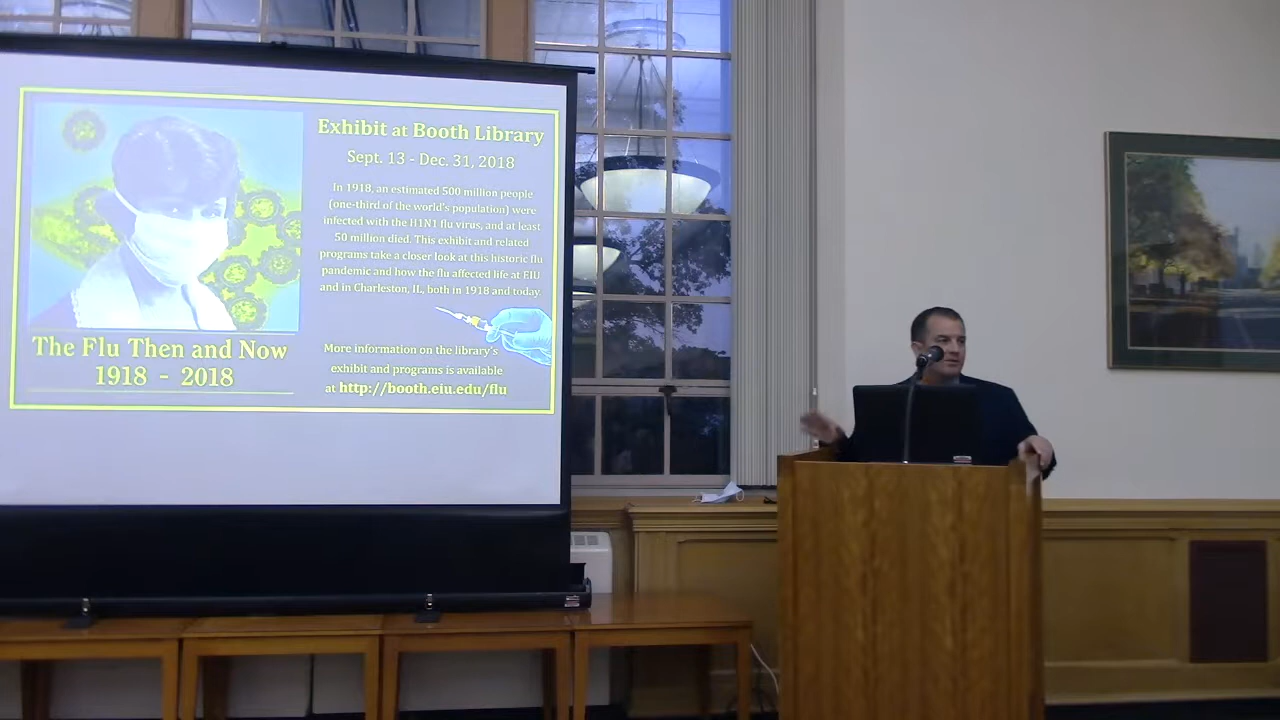 Exhibit at Booth Library
Sept. 13 - Dec. 31, 2018
In 1918, an estimated 500 million people
(one-third of the world's population) were
infected with the H1N1 flu virus, and at least
50 million died. This exhibit and related
programs take a closer look at this historic flu
pandemic and how the flu affected life at EIU
and in Charleston, IL, both in 1918 and today.
The Flu Then and Now
1918 - 2018
More information on the library's
exhibit and programs is available
at http://booth.eiu.edu/flu